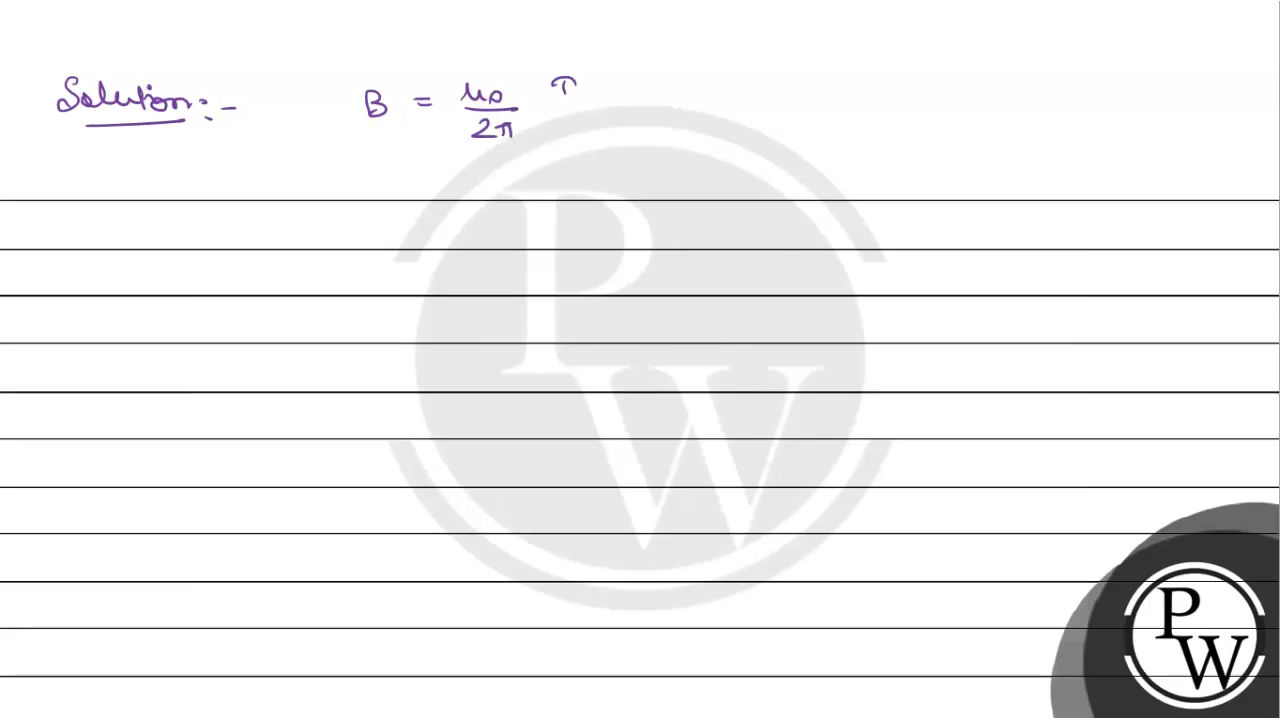 Solution:- B = μ₀/2π
P
W
P
W